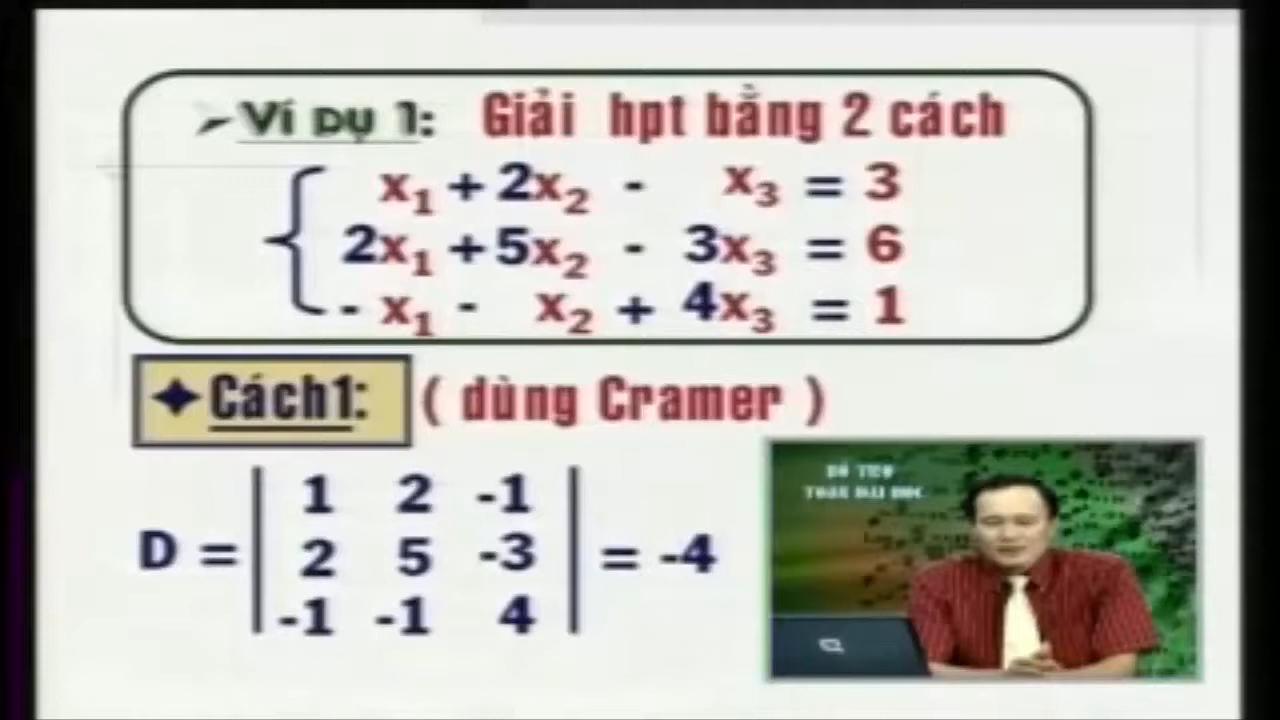 Ví dụ 1: Giải hpt bằng 2 cách
x₁ + 2x₂ - x₃ = 3
2x₁ + 5x₂ - 3x₃ = 6
- x₁ - x₂ + 4x₃ = 1
Cách1: ( dùng Cramer )
1 2 -1
D = 2 5 -3 = -4
-1 -1 4